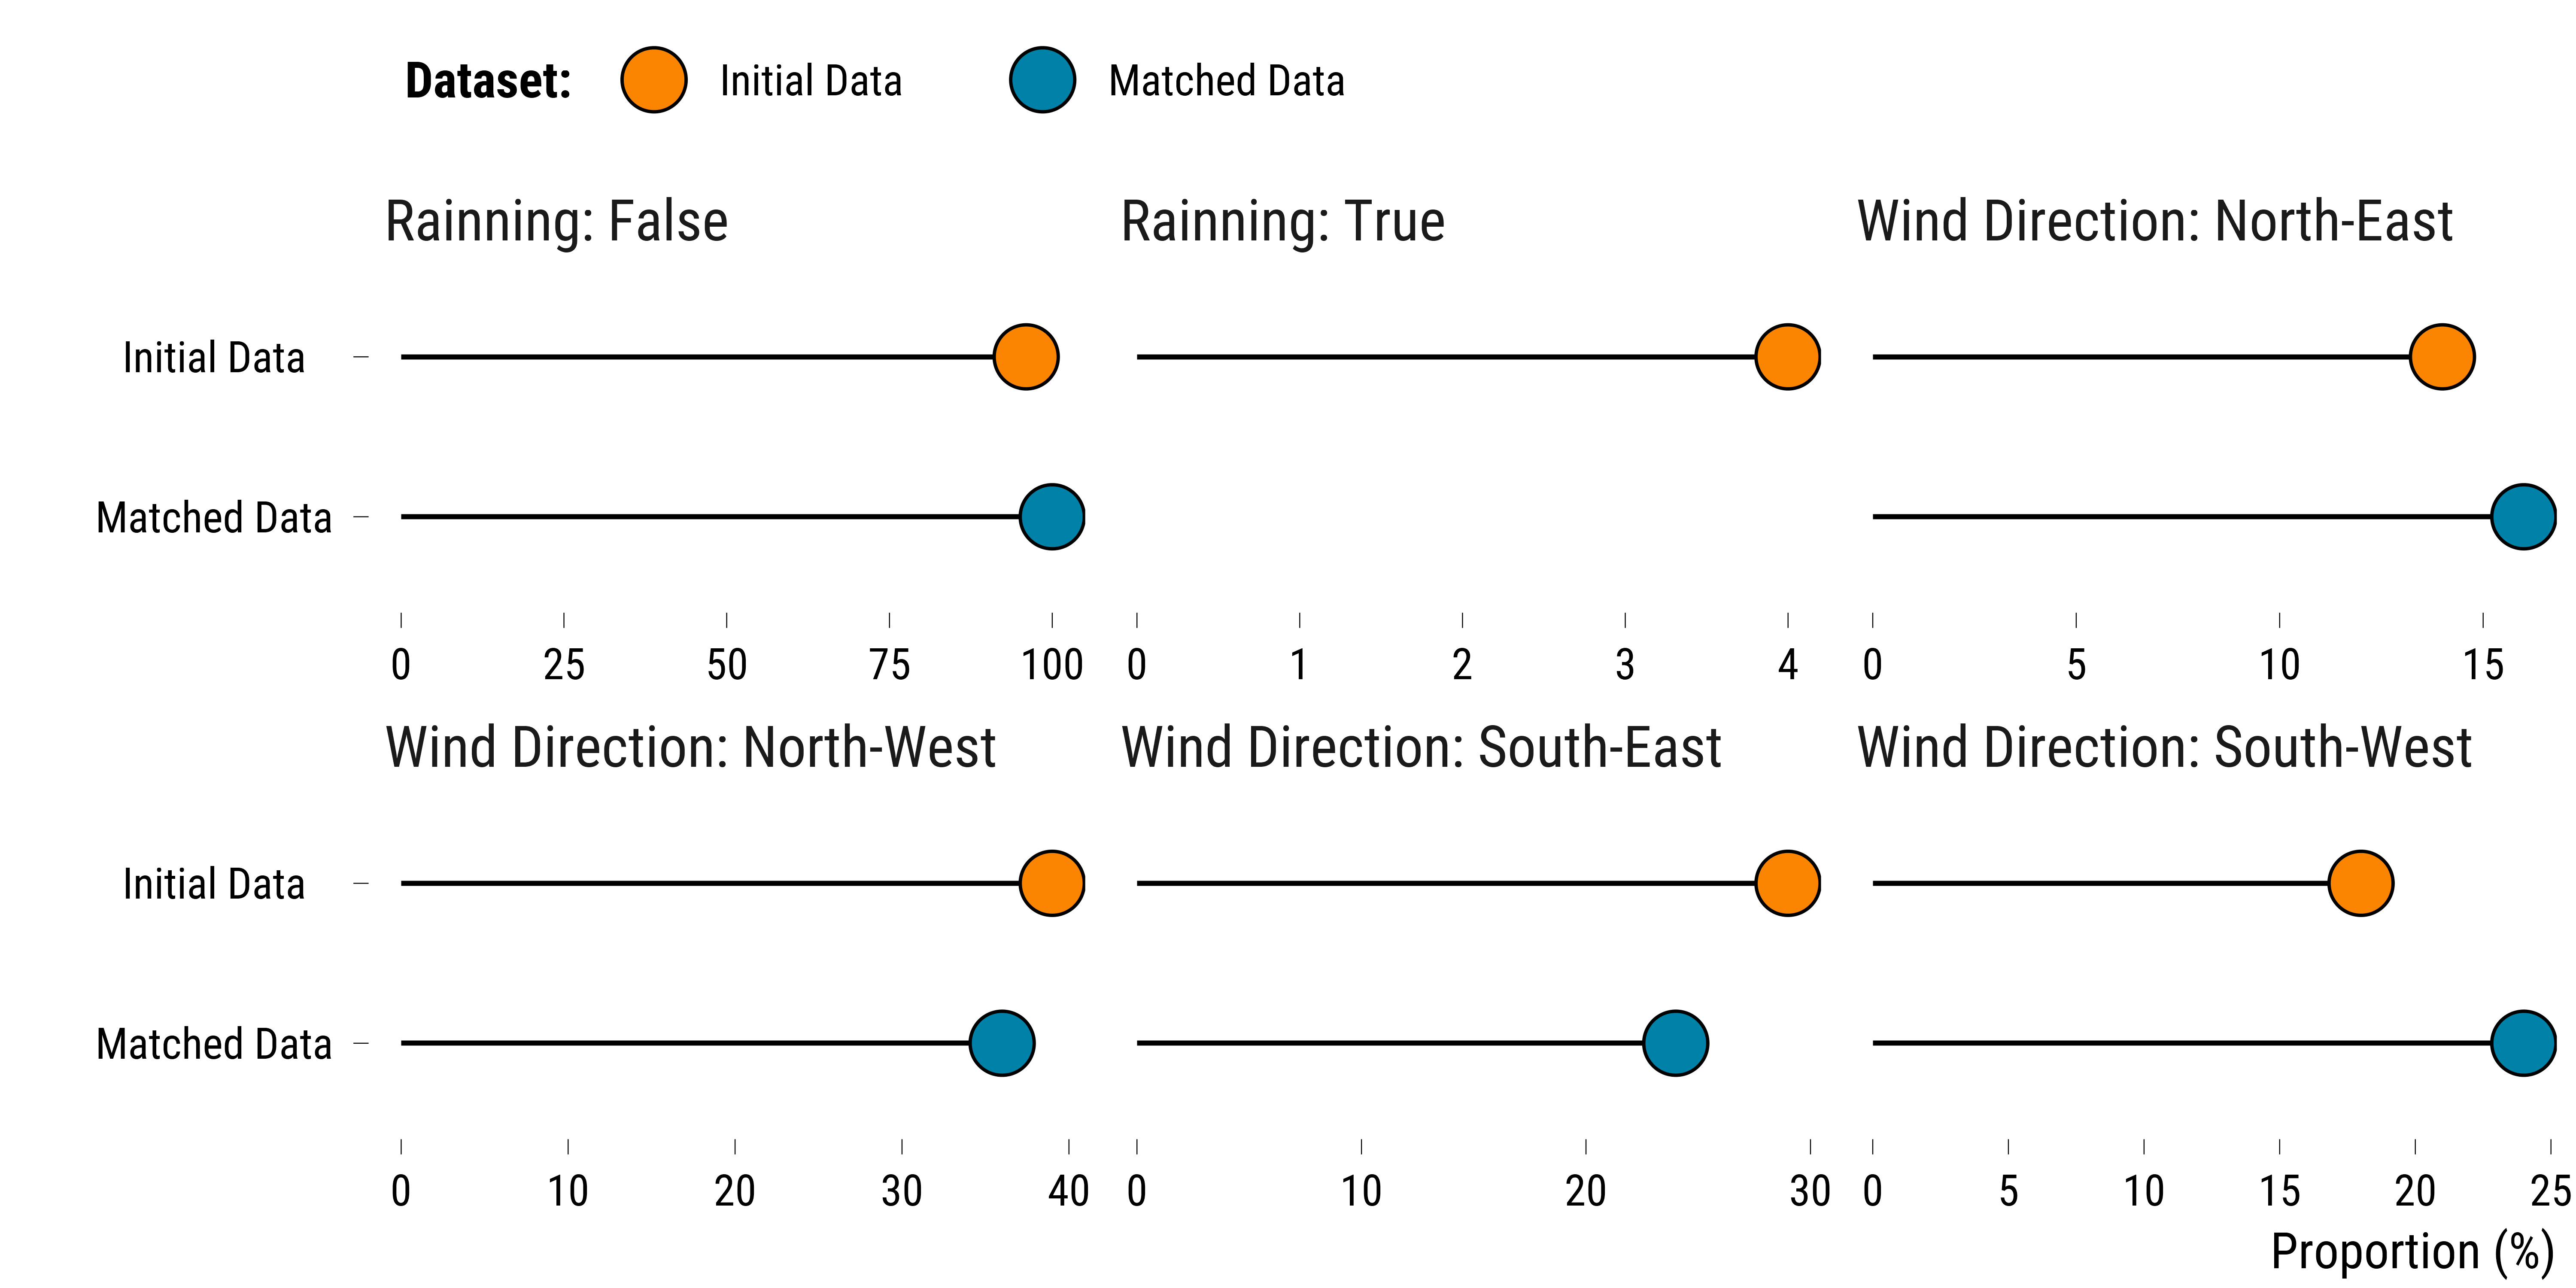 Dataset: Initial Data Matched Data
Rainning: False Rainning: True Wind Direction: North-East
Initial Data
Matched Data
0 25 50 75 100 0 1 2 3 4 0 5 10 15
Wind Direction: North-West Wind Direction: South-East Wind Direction: South-West
Initial Data
Matched Data
0 10 20 30 40 0 10 20 30 0 5 10 15 20 25
Proportion (%)